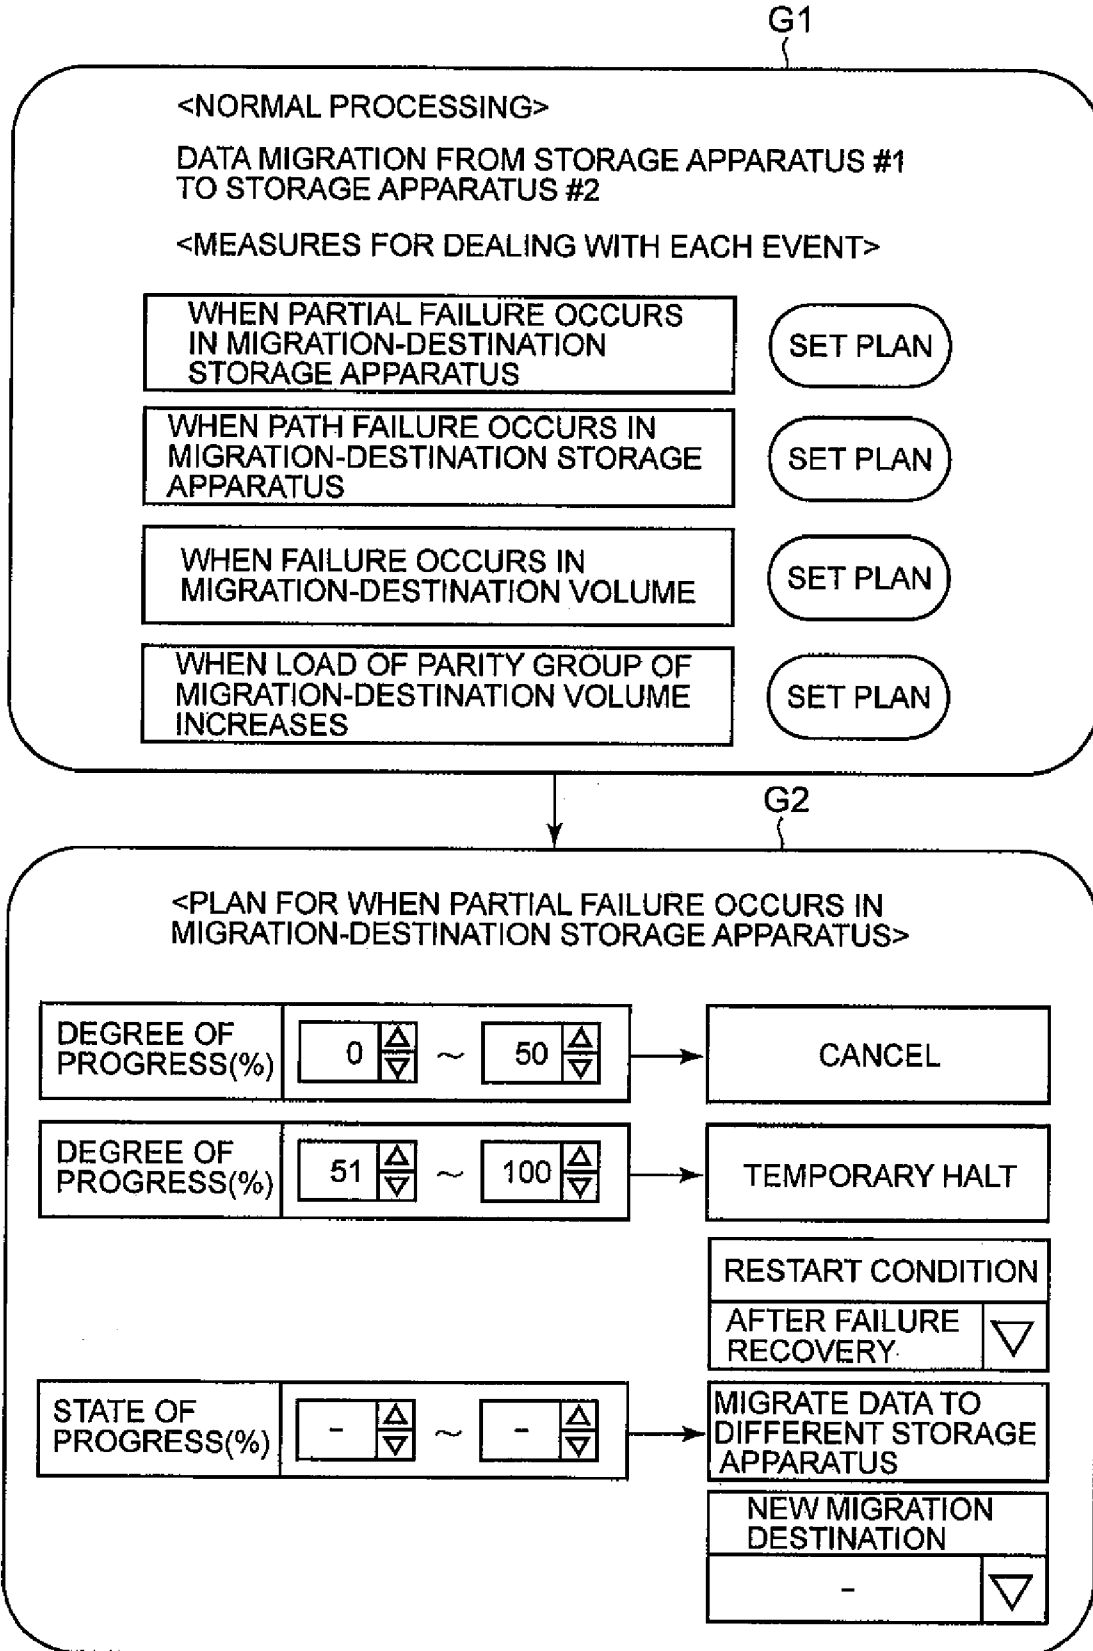 G1
<NORMAL PROCESSING>
DATA MIGRATION FROM STORAGE APPARATUS #1
TO STORAGE APPARATUS #2
<MEASURES FOR DEALING WITH EACH EVENT>
WHEN PARTIAL FAILURE OCCURS
IN MIGRATION-DESTINATION
STORAGE APPARATUS
SET PLAN
WHEN PATH FAILURE OCCURS IN
MIGRATION-DESTINATION STORAGE
APPARATUS
SET PLAN
WHEN FAILURE OCCURS IN
MIGRATION-DESTINATION VOLUME
SET PLAN
WHEN LOAD OF PARITY GROUP OF
MIGRATION-DESTINATION VOLUME
INCREASES
SET PLAN
G2
<PLAN FOR WHEN PARTIAL FAILURE OCCURS IN
MIGRATION-DESTINATION STORAGE APPARATUS>
DEGREE OF
PROGRESS(%)
0 ~ 50
CANCEL
DEGREE OF
PROGRESS(%)
51 ~ 100
TEMPORARY HALT
RESTART CONDITION
AFTER FAILURE
RECOVERY
STATE OF
PROGRESS(%)
- ~ -
MIGRATE DATA TO
DIFFERENT STORAGE
APPARATUS
NEW MIGRATION
DESTINATION
-